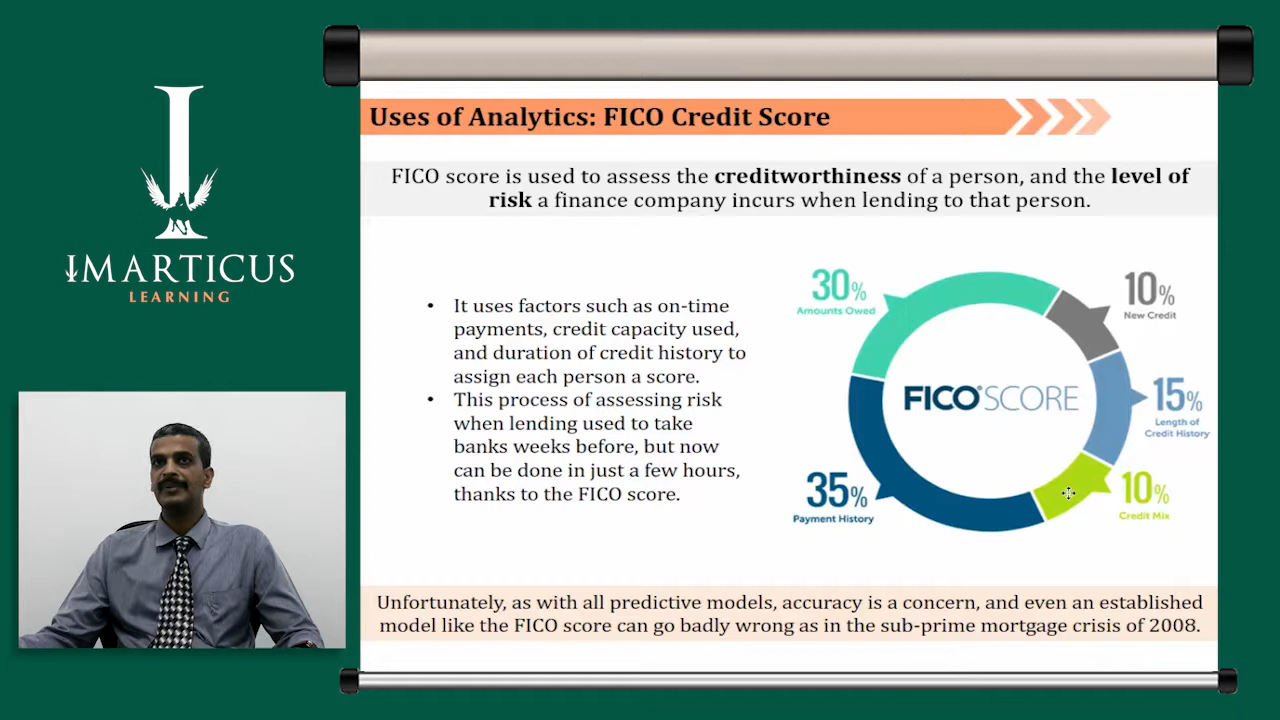 IMARTICUS
LEARNING
Uses of Analytics: FICO Credit Score
FICO score is used to assess the creditworthiness of a person, and the level of
risk a finance company incurs when lending to that person.
• It uses factors such as on-time
payments, credit capacity used,
and duration of credit history to
assign each person a score.
• This process of assessing risk
when lending used to take
banks weeks before, but now
can be done in just a few hours,
thanks to the FICO score.
30%
Amounts Owed
10%
New Credit
FICO® SCORE
15%
Length of
Credit History
35%
Payment History
10%
Credit Mix
Unfortunately, as with all predictive models, accuracy is a concern, and even an established
model like the FICO score can go badly wrong as in the sub-prime mortgage crisis of 2008.